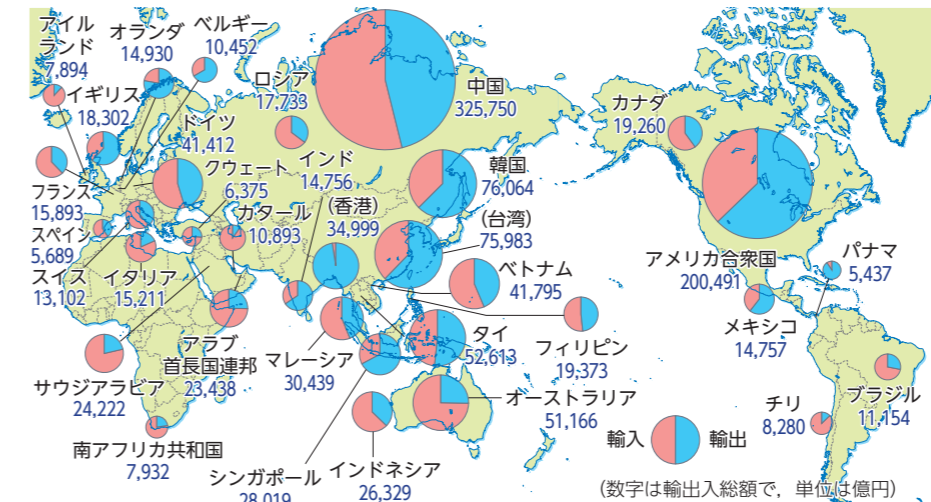 アイル
ランド
7,894
オランダ
14,930
ベルギー
10,452
イギリス
18,302
ロシア
17,733
ドイツ
41,412
中国
325,750
カナダ
19,260
クウェート
6,375
インド
14,756
韓国
76,064
フランス
15,893
カタール
10,893
(香港)
34,999
(台湾)
75,983
スペイン
5,689
スイス
13,102
イタリア
15,211
ベトナム
41,795
アメリカ合衆国
200,491
パナマ
5,437
アラブ
首長国連邦
23,438
マレーシア
30,439
タイ
52,613
フィリピン
19,373
メキシコ
14,757
サウジアラビア
24,222
オーストラリア
51,166
ブラジル
11,154
チリ
8,280
南アフリカ共和国
7,932
シンガポール
28,019
インドネシア
26,329
輸入
輸出
(数字は輸出入総額で,単位は億円)